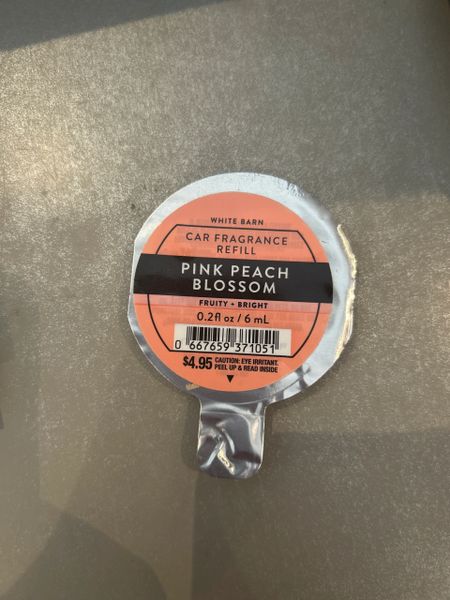 WHITE BARN
CAR FRAGRANCE
REFILL
PINK PEACH
BLOSSOM
FRUITY • BRIGHT
0.2fl oz / 6 mL
0 667659 371051
$4.95 CAUTION: EYE IRRITANT.
PEEL UP & READ INSIDE
▼